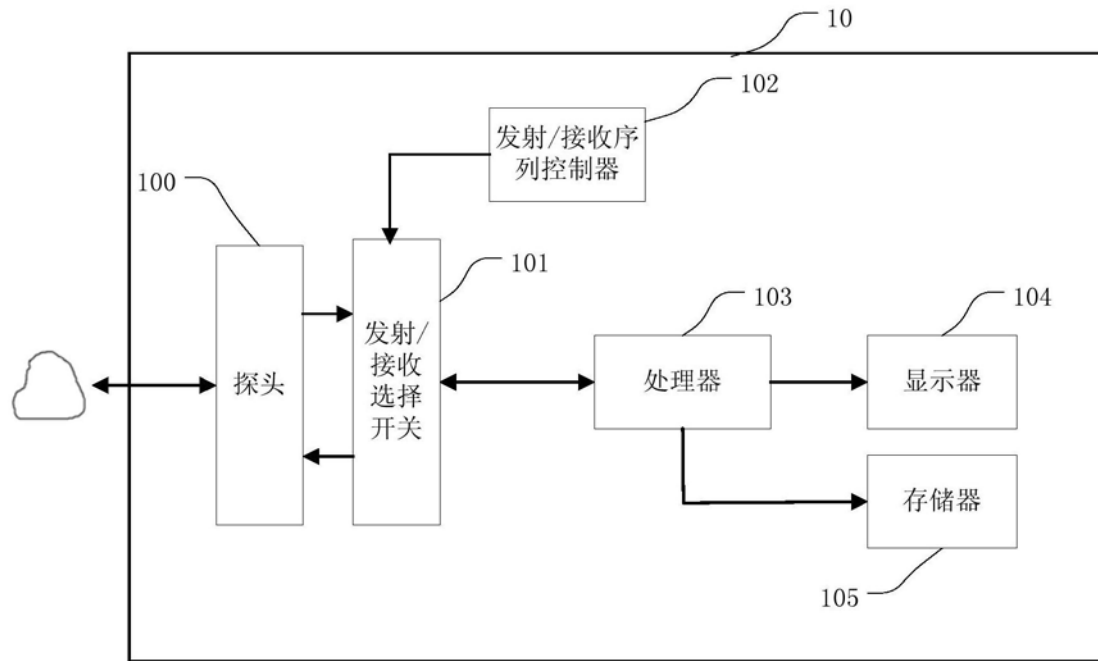 10
102
发射/接收序
列控制器
100
101
发射/
接收
选择
开关
探头
103
处理器
104
显示器
存储器
105